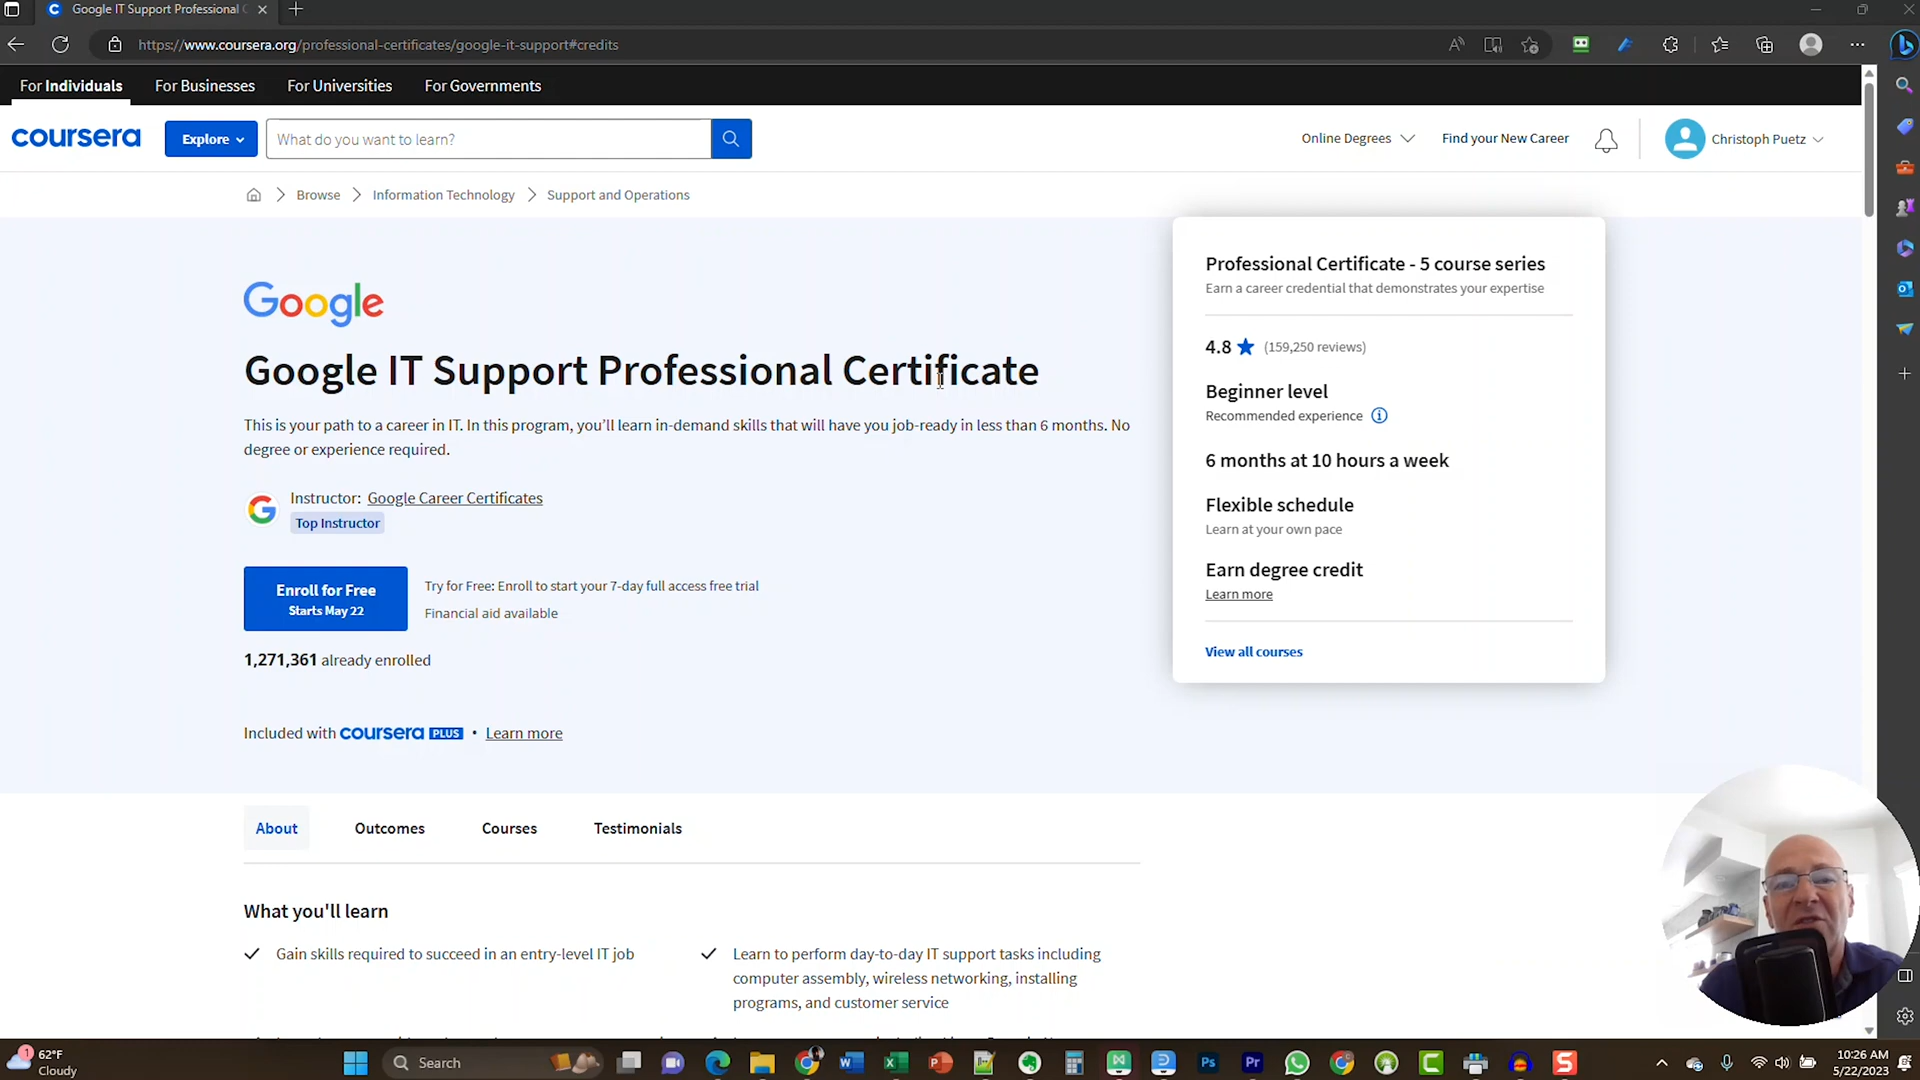 Google IT Support Professional C
https://www.coursera.org/professional-certificates/google-it-support#credits
For Individuals For Businesses For Universities For Governments
coursera Explore What do you want to learn? Online Degrees Find your New Career Christoph Puetz
Browse Information Technology Support and Operations
Google
Google IT Support Professional Certificate
This is your path to a career in IT. In this program, you’ll learn in-demand skills that will have you job-ready in less than 6 months. No
degree or experience required.
Instructor: Google Career Certificates
Top Instructor
Enroll for Free
Starts May 22
Try for Free: Enroll to start your 7-day full access free trial
Financial aid available
1,271,361 already enrolled
Included with coursera PLUS • Learn more
Professional Certificate - 5 course series
Earn a career credential that demonstrates your expertise
4.8 (159,250 reviews)
Beginner level
Recommended experience
6 months at 10 hours a week
Flexible schedule
Learn at your own pace
Earn degree credit
Learn more
View all courses
About Outcomes Courses Testimonials
What you'll learn
Gain skills required to succeed in an entry-level IT job
Learn to perform day-to-day IT support tasks including
computer assembly, wireless networking, installing
programs, and customer service
1
62°F
Cloudy
Search
10:26 AM
5/22/2023